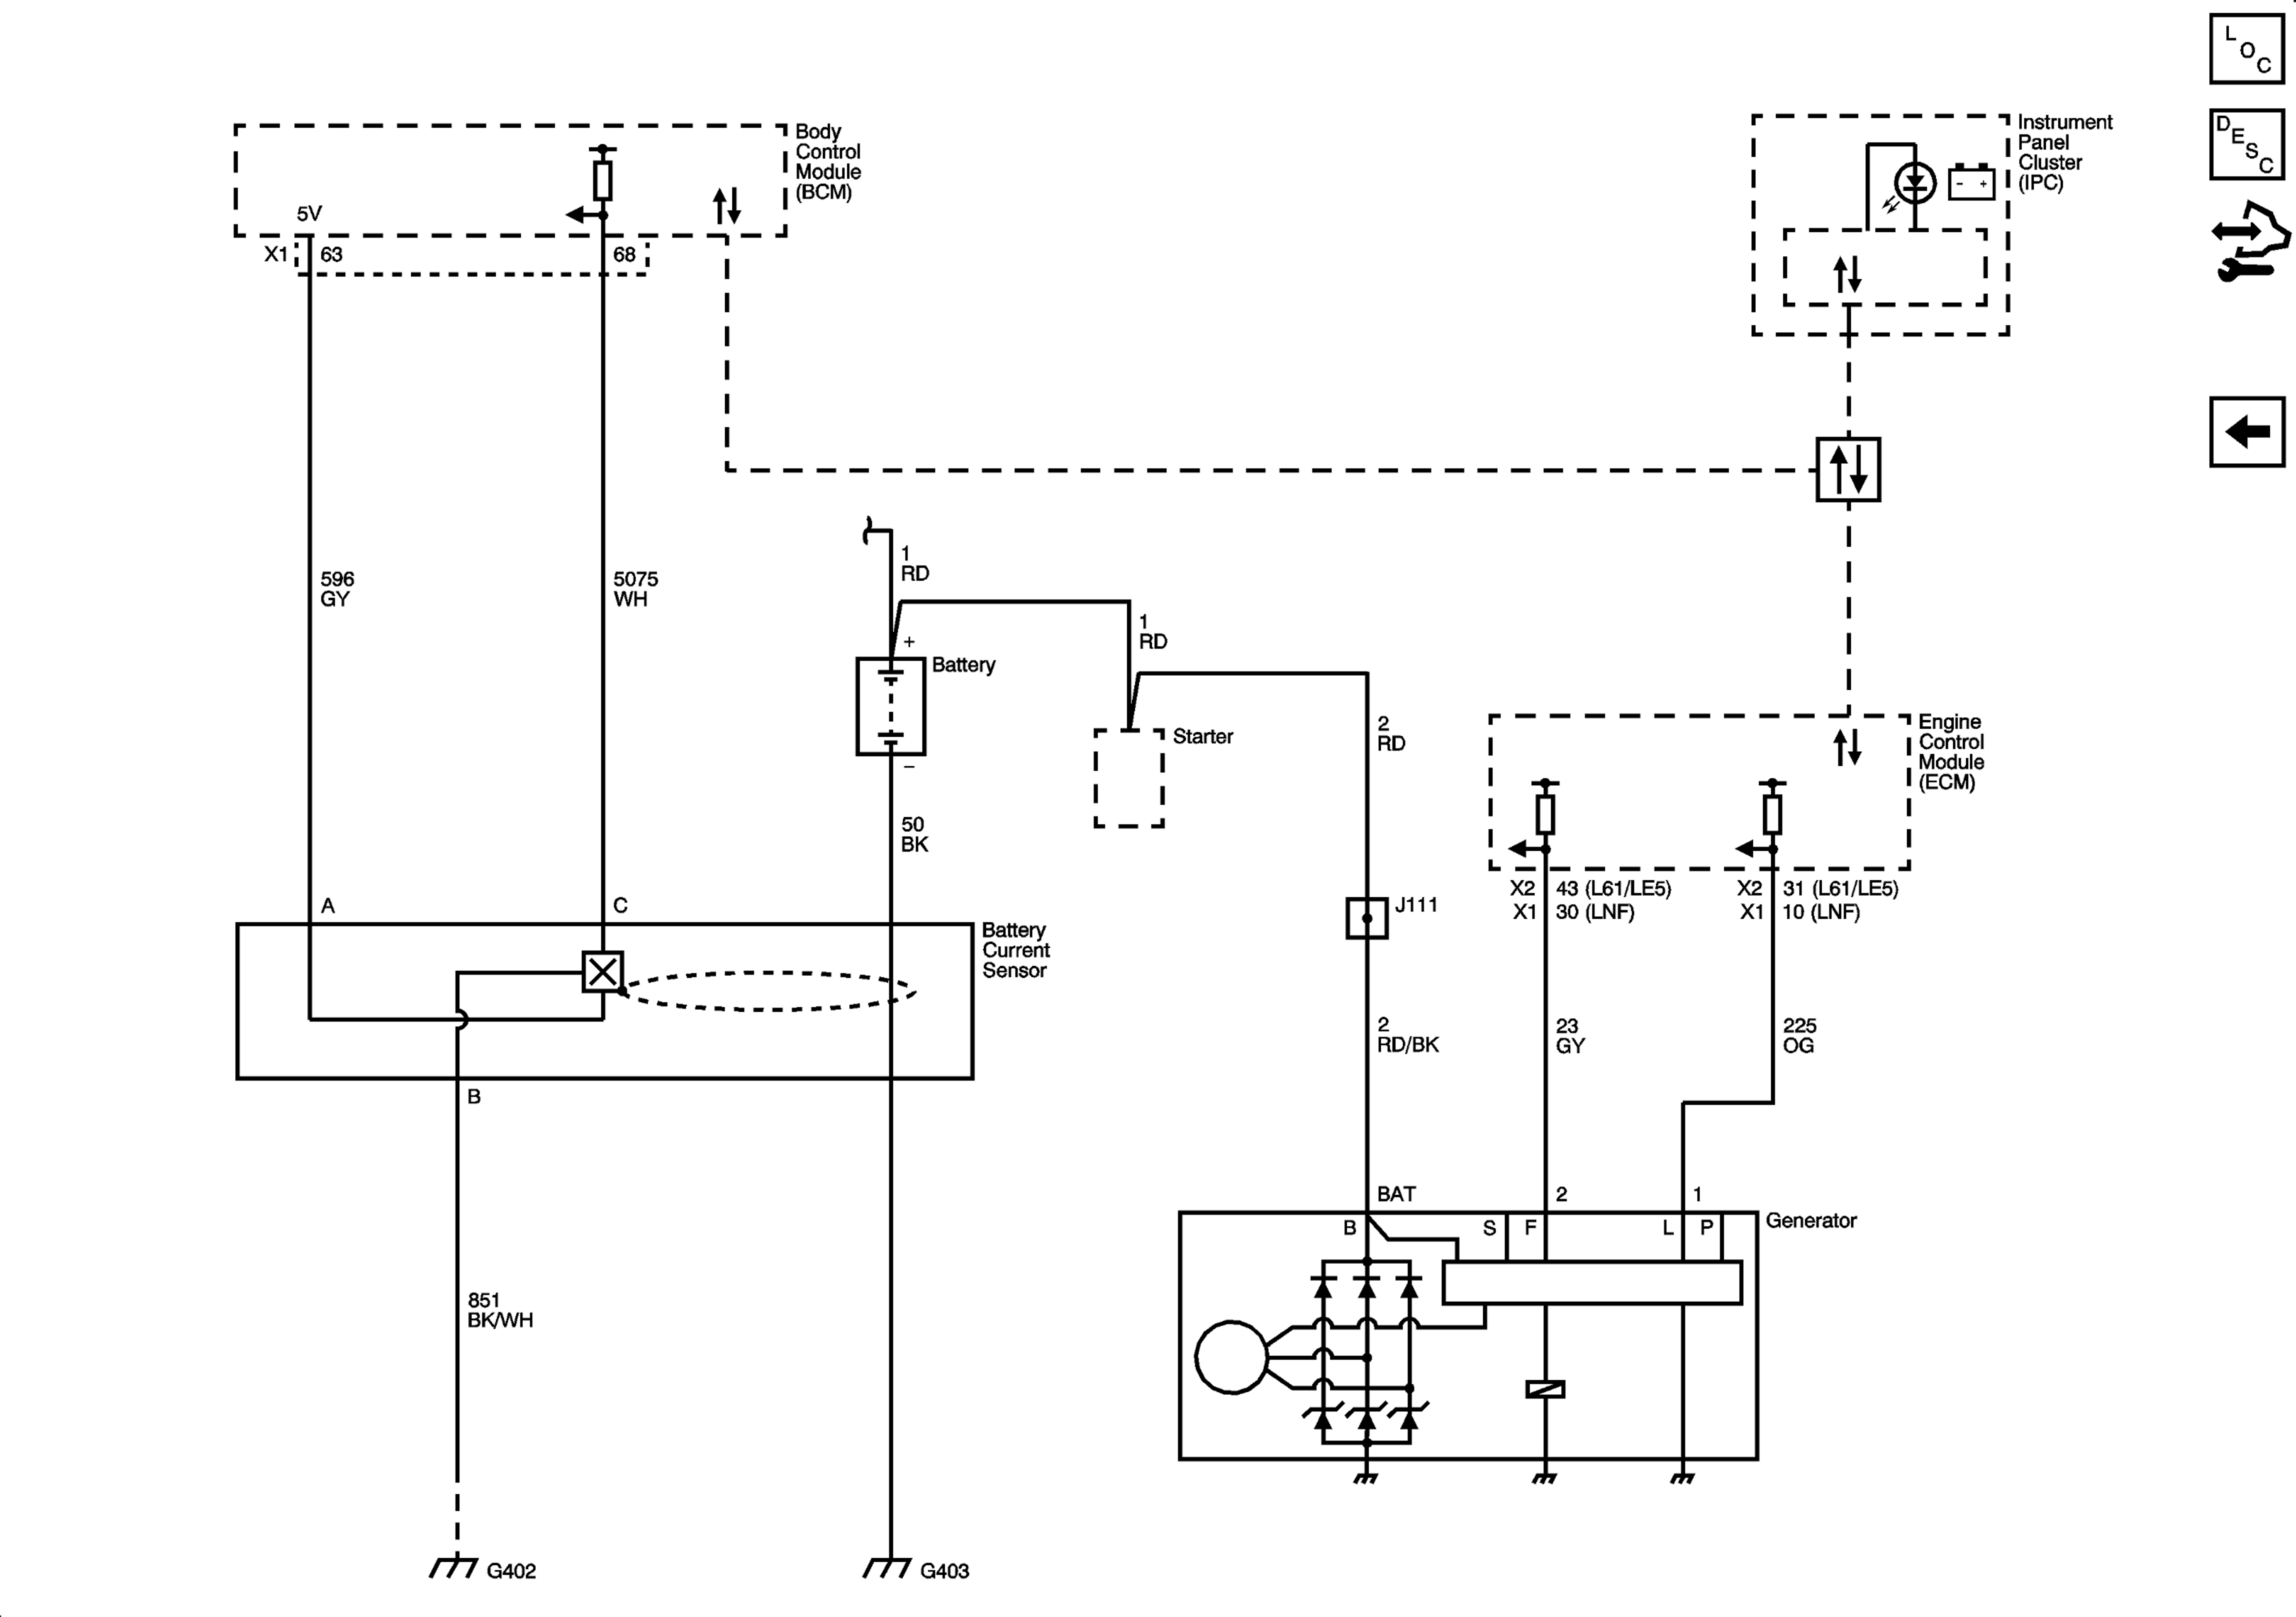 L
O
C
D
E
S
C
Body
Control
Module
(BCM)
5V
X1
63
68
Instrument
Panel
Cluster
(IPC)
- +
1
RD
596
GY
5075
WH
1
RD
+
Battery
−
2
RD
Starter
Engine
Control
Module
(ECM)
50
BK
X2 43 (L61/LE5)
X1 30 (LNF)
X2 31 (L61/LE5)
X1 10 (LNF)
A
C
J111
Battery
Current
Sensor
2
RD/BK
23
GY
225
OG
B
BAT
2
1
Generator
B
S
F
L
P
851
BK/WH
G402
G403